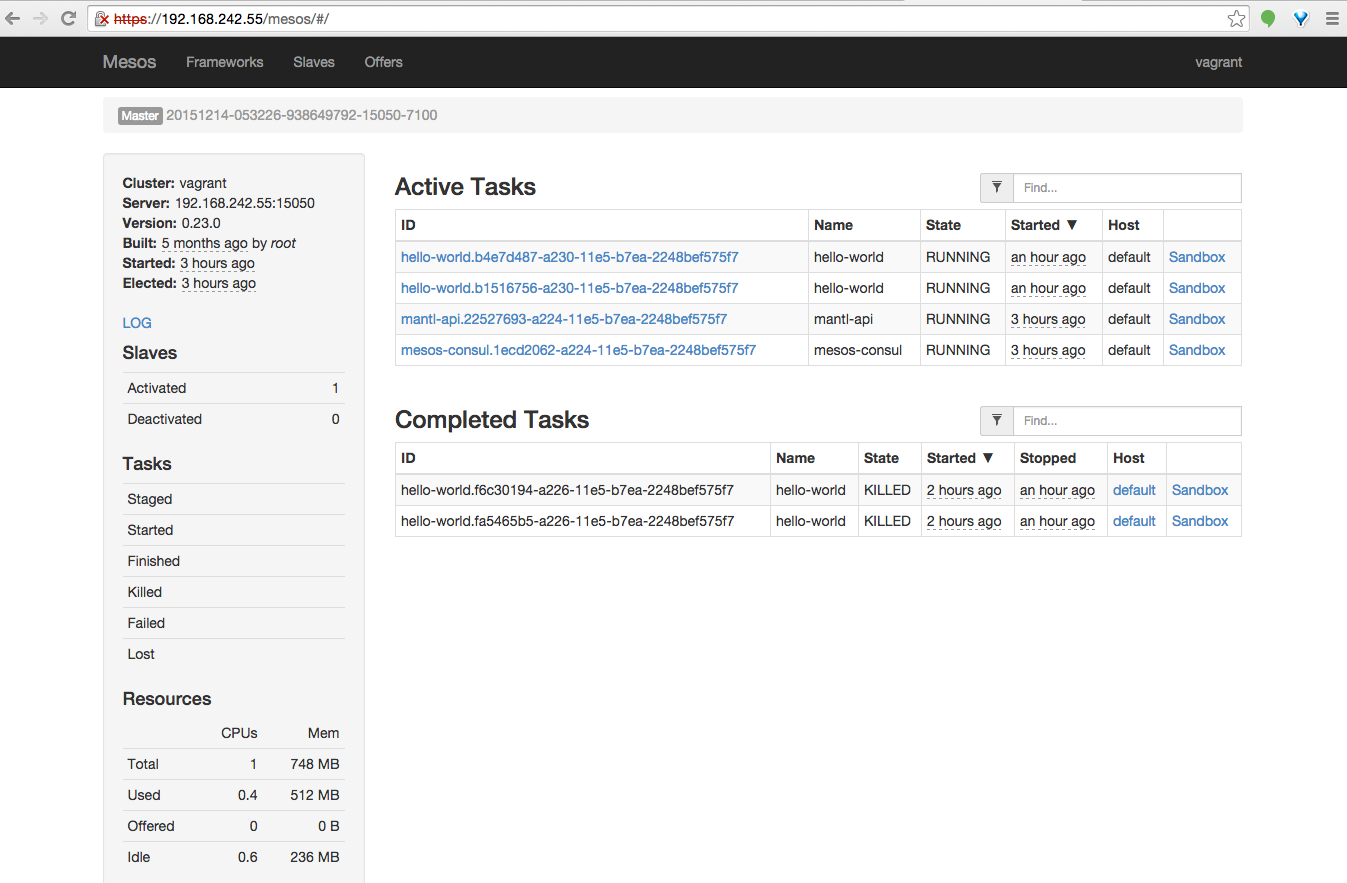 https://192.168.242.55/mesos/#/
Mesos Frameworks Slaves Offers vagrant
Master 20151214-053226-938649792-15050-7100
Cluster: vagrant
Server: 192.168.242.55:15050
Version: 0.23.0
Built: 5 months ago by root
Started: 3 hours ago
Elected: 3 hours ago
LOG
Slaves
Activated 1
Deactivated 0
Tasks
Staged
Started
Finished
Killed
Failed
Lost
Resources
CPUs Mem
Total 1 748 MB
Used 0.4 512 MB
Offered 0 0 B
Idle 0.6 236 MB
Active Tasks Find...
ID Name State Started ▼ Host
hello-world.b4e7d487-a230-11e5-b7ea-2248bef575f7 hello-world RUNNING an hour ago default Sandbox
hello-world.b1516756-a230-11e5-b7ea-2248bef575f7 hello-world RUNNING an hour ago default Sandbox
mantl-api.22527693-a224-11e5-b7ea-2248bef575f7 mantl-api RUNNING 3 hours ago default Sandbox
mesos-consul.1ecd2062-a224-11e5-b7ea-2248bef575f7 mesos-consul RUNNING 3 hours ago default Sandbox
Completed Tasks Find...
ID Name State Started ▼ Stopped Host
hello-world.f6c30194-a226-11e5-b7ea-2248bef575f7 hello-world KILLED 2 hours ago an hour ago default Sandbox
hello-world.fa5465b5-a226-11e5-b7ea-2248bef575f7 hello-world KILLED 2 hours ago an hour ago default Sandbox